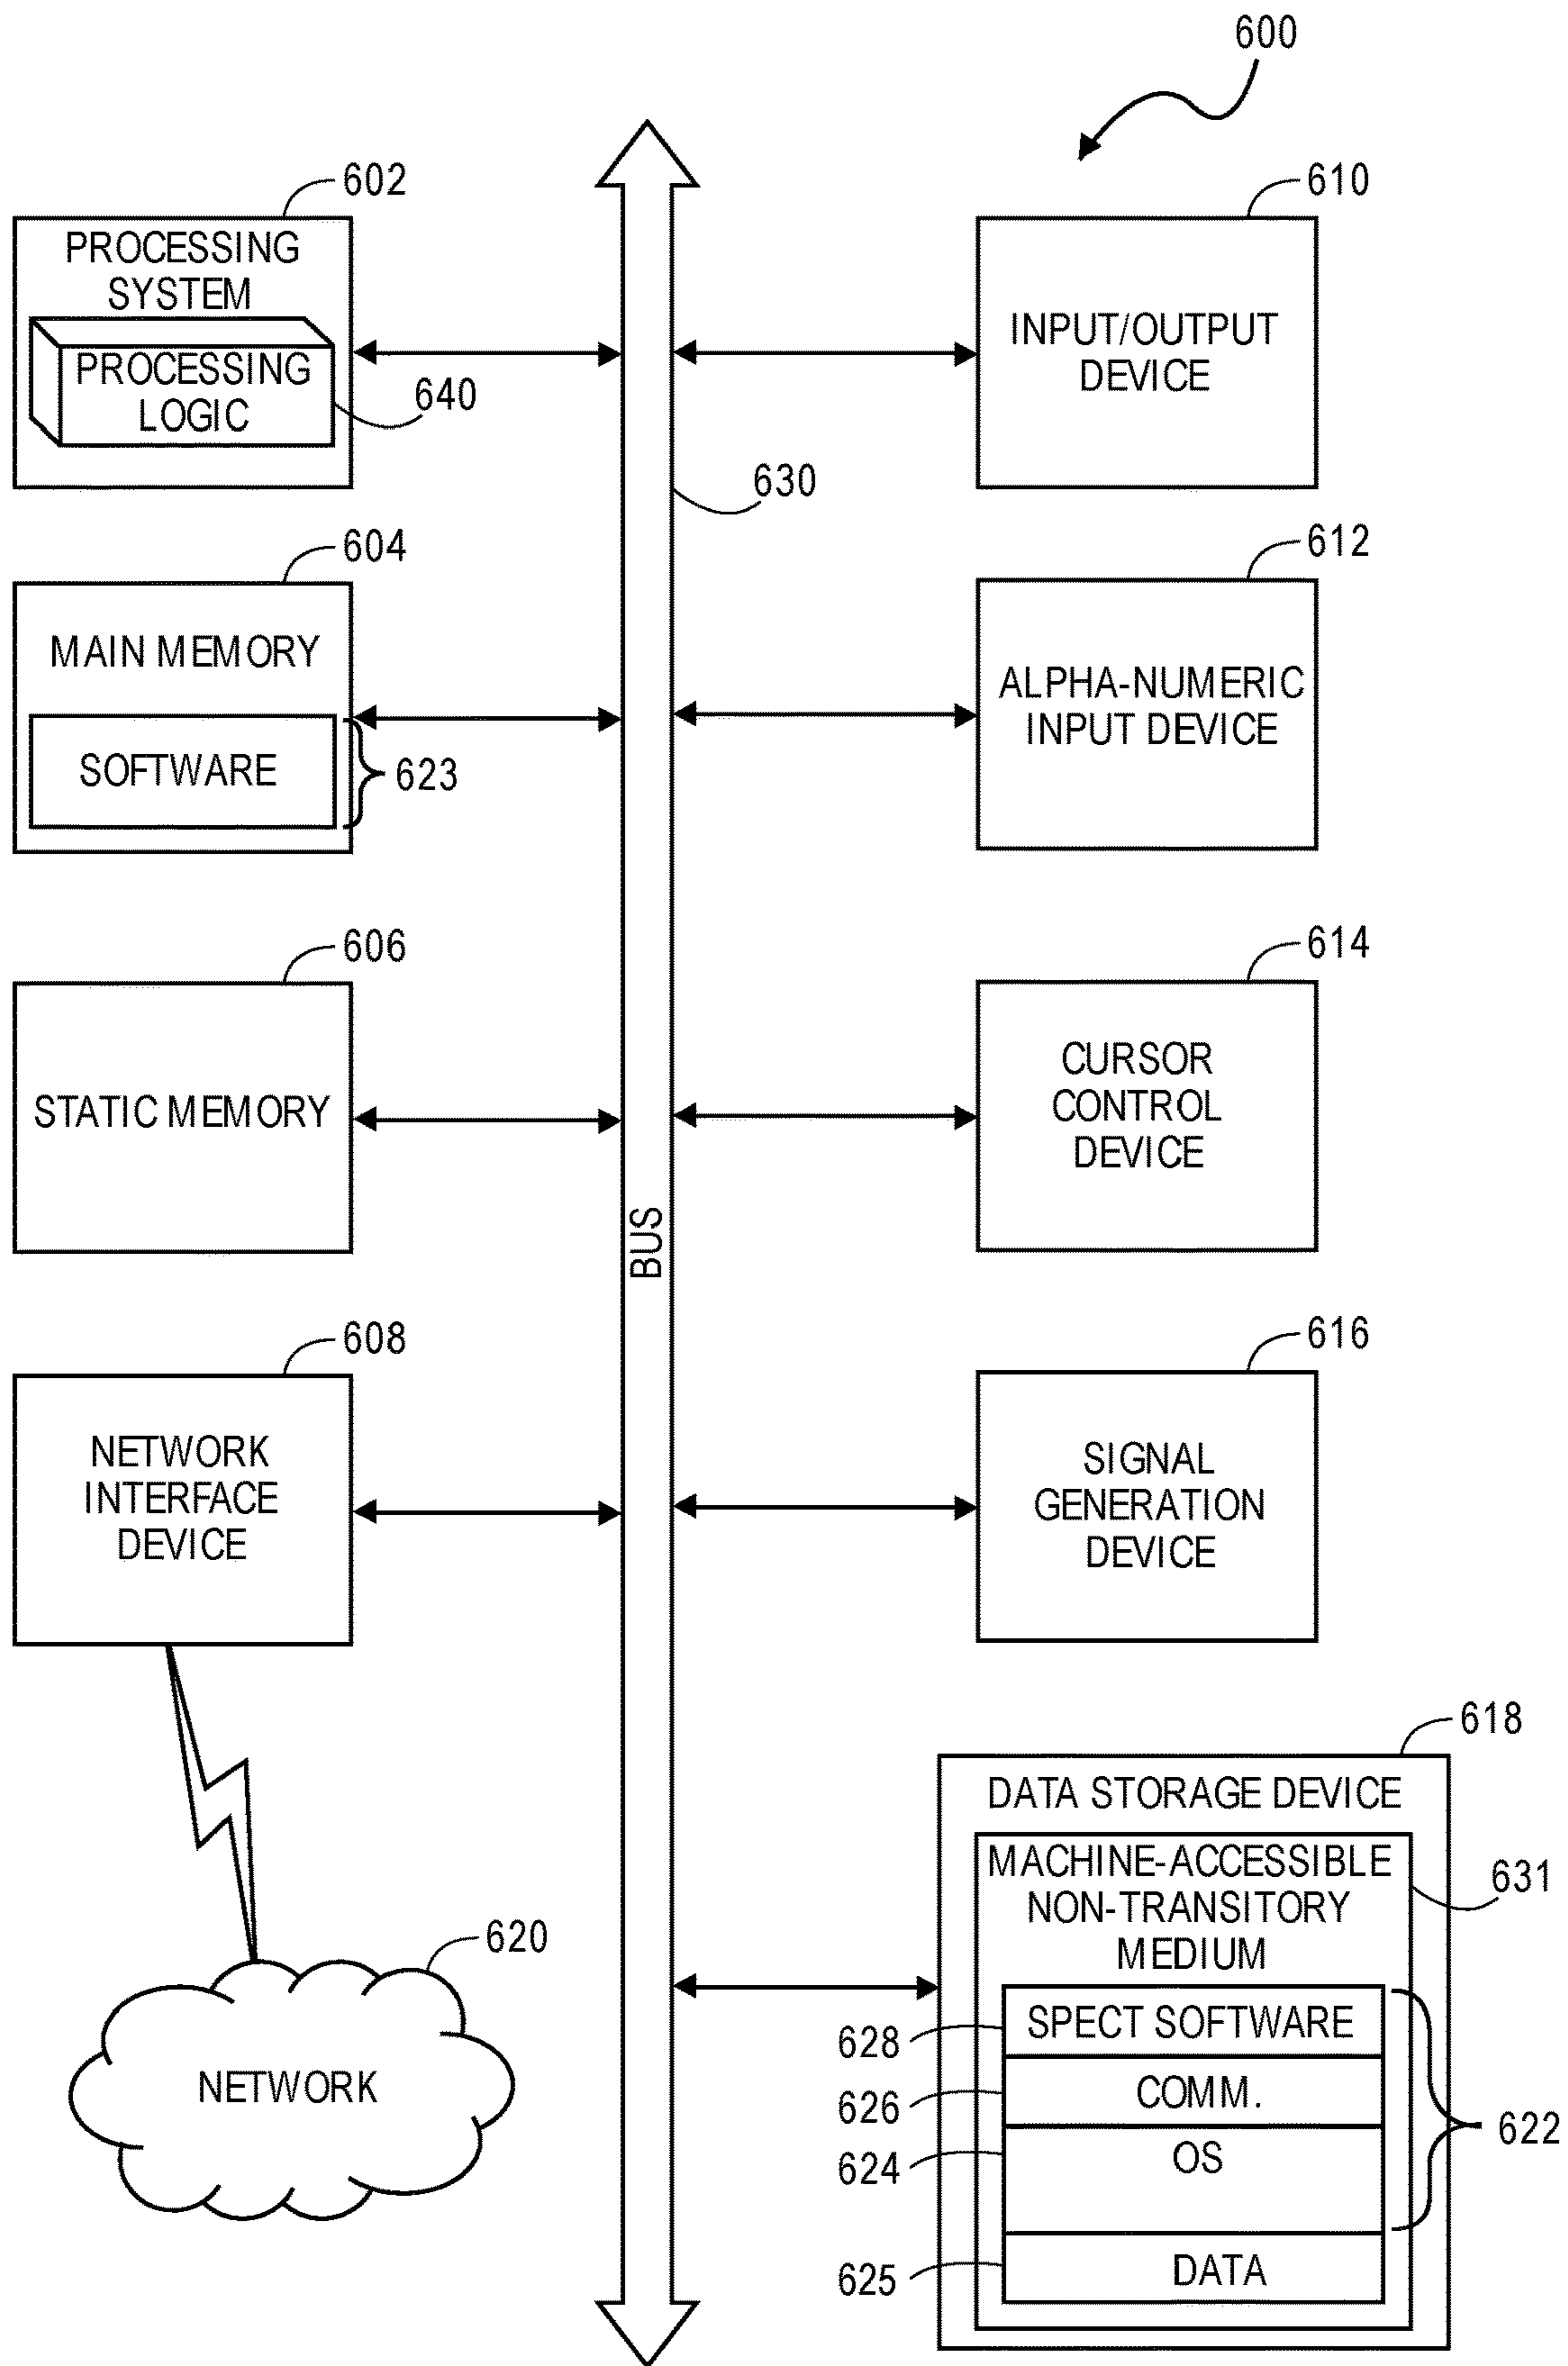 600
602
PROCESSING
SYSTEM
PROCESSING
LOGIC
640
610
INPUT/OUTPUT
DEVICE
630
604
MAIN MEMORY
SOFTWARE
623
612
ALPHA-NUMERIC
INPUT DEVICE
606
STATIC MEMORY
614
CURSOR
CONTROL
DEVICE
BUS
608
NETWORK
INTERFACE
DEVICE
616
SIGNAL
GENERATION
DEVICE
620
NETWORK
618
DATA STORAGE DEVICE
MACHINE-ACCESSIBLE
NON-TRANSITORY
MEDIUM
631
628
SPECT SOFTWARE
626
COMM.
622
624
OS
625
DATA